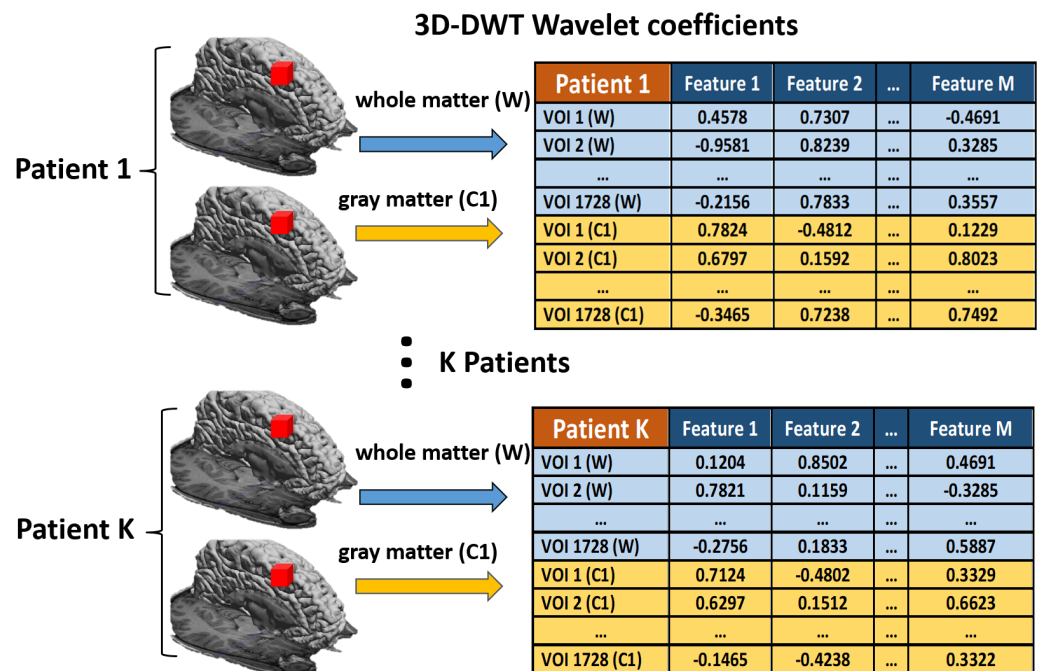 3D-DWT Wavelet coefficients
Patient 1
whole matter (W)
gray matter (C1)
Patient 1 Feature 1 Feature 2 ... Feature M
VOI 1 (W) 0.4578 0.7307 ... -0.4691
VOI 2 (W) -0.9581 0.8239 ... 0.3285
... ... ... ... ...
VOI 1728 (W) -0.2156 0.7833 ... 0.3557
VOI 1 (C1) 0.7824 -0.4812 ... 0.1229
VOI 2 (C1) 0.6797 0.1592 ... 0.8023
... ... ... ... ...
VOI 1728 (C1) -0.3465 0.7238 ... 0.7492
K Patients
Patient K
whole matter (W)
gray matter (C1)
Patient K Feature 1 Feature 2 ... Feature M
VOI 1 (W) 0.1204 0.8502 ... 0.4691
VOI 2 (W) 0.7821 0.1159 ... -0.3285
... ... ... ... ...
VOI 1728 (W) -0.2756 0.1833 ... 0.5887
VOI 1 (C1) 0.7124 -0.4802 ... 0.3329
VOI 2 (C1) 0.6297 0.1512 ... 0.6623
... ... ... ... ...
VOI 1728 (C1) -0.1465 -0.4238 ... 0.3322